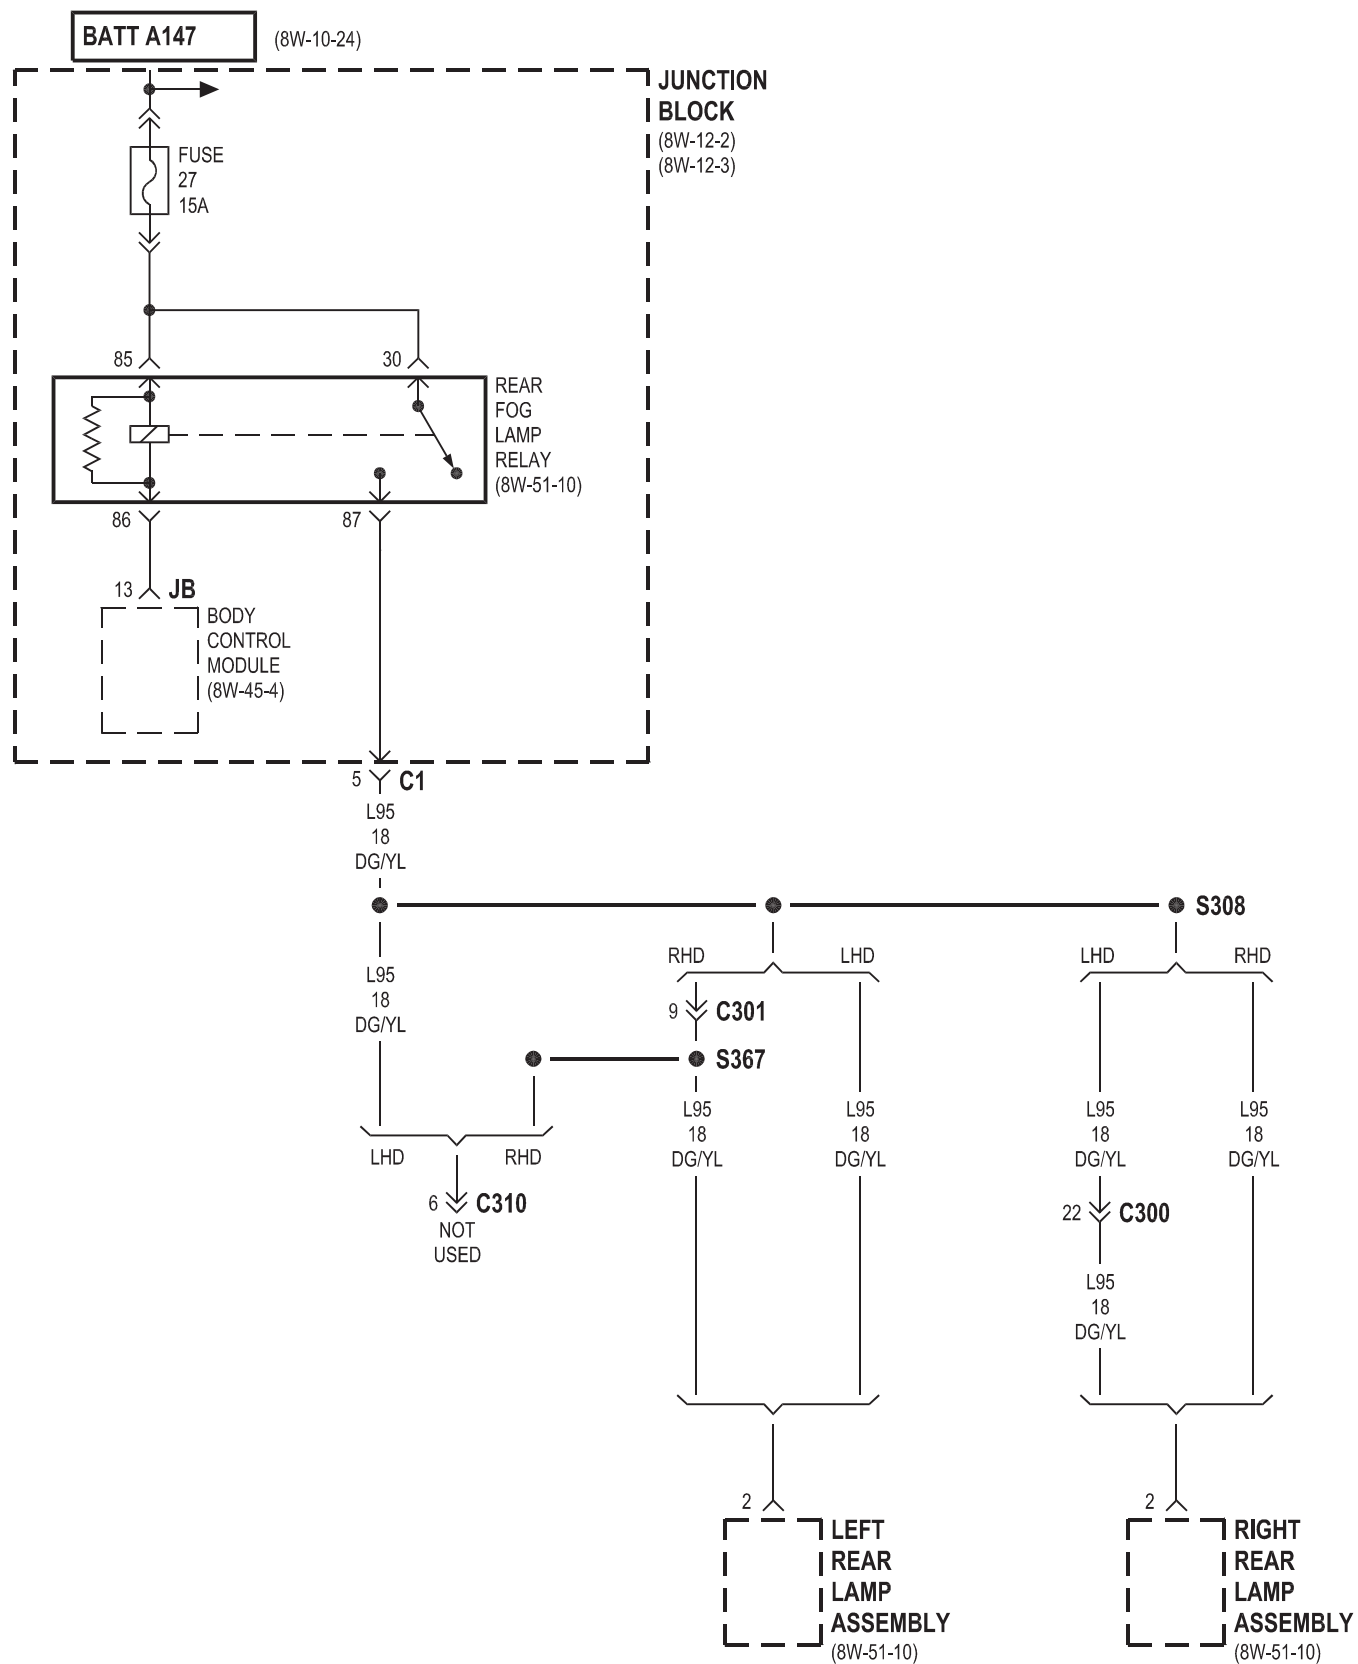 BATT A147
(8W-10-24)
JUNCTION
BLOCK
(8W-12-2)
(8W-12-3)
FUSE
27
15A
85
30
REAR
FOG
LAMP
RELAY
(8W-51-10)
86
87
13
JB
BODY
CONTROL
MODULE
(8W-45-4)
5
C1
L95
18
DG/YL
S308
L95
18
DG/YL
RHD
LHD
LHD
RHD
9
C301
S367
L95
18
DG/YL
L95
18
DG/YL
L95
18
DG/YL
L95
18
DG/YL
LHD
RHD
6
C310
NOT
USED
22
C300
L95
18
DG/YL
2
LEFT
REAR
LAMP
ASSEMBLY
(8W-51-10)
2
RIGHT
REAR
LAMP
ASSEMBLY
(8W-51-10)